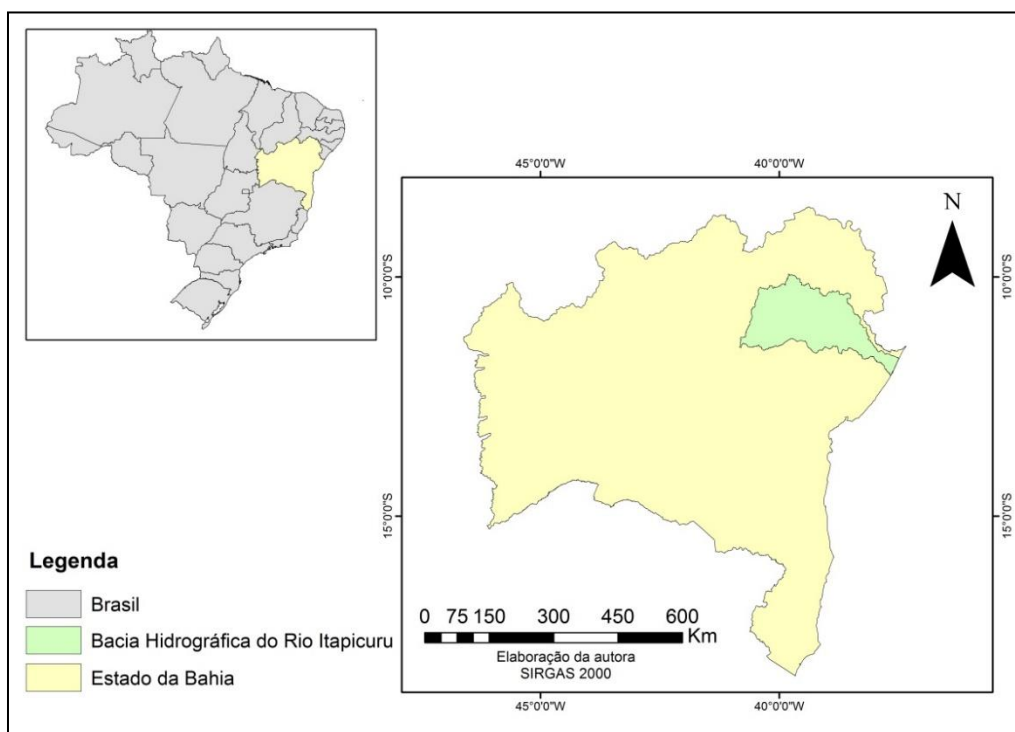 45°0'0"W
40°0'0"W
N
10°0'0"S
10°0'0"S
15°0'0"S
15°0'0"S
Legenda
Brasil
Bacia Hidrográfica do Rio Itapicuru
Estado da Bahia
0 75 150 300 450 600
Km
Elaboração da autora
SIRGAS 2000
45°0'0"W
40°0'0"W